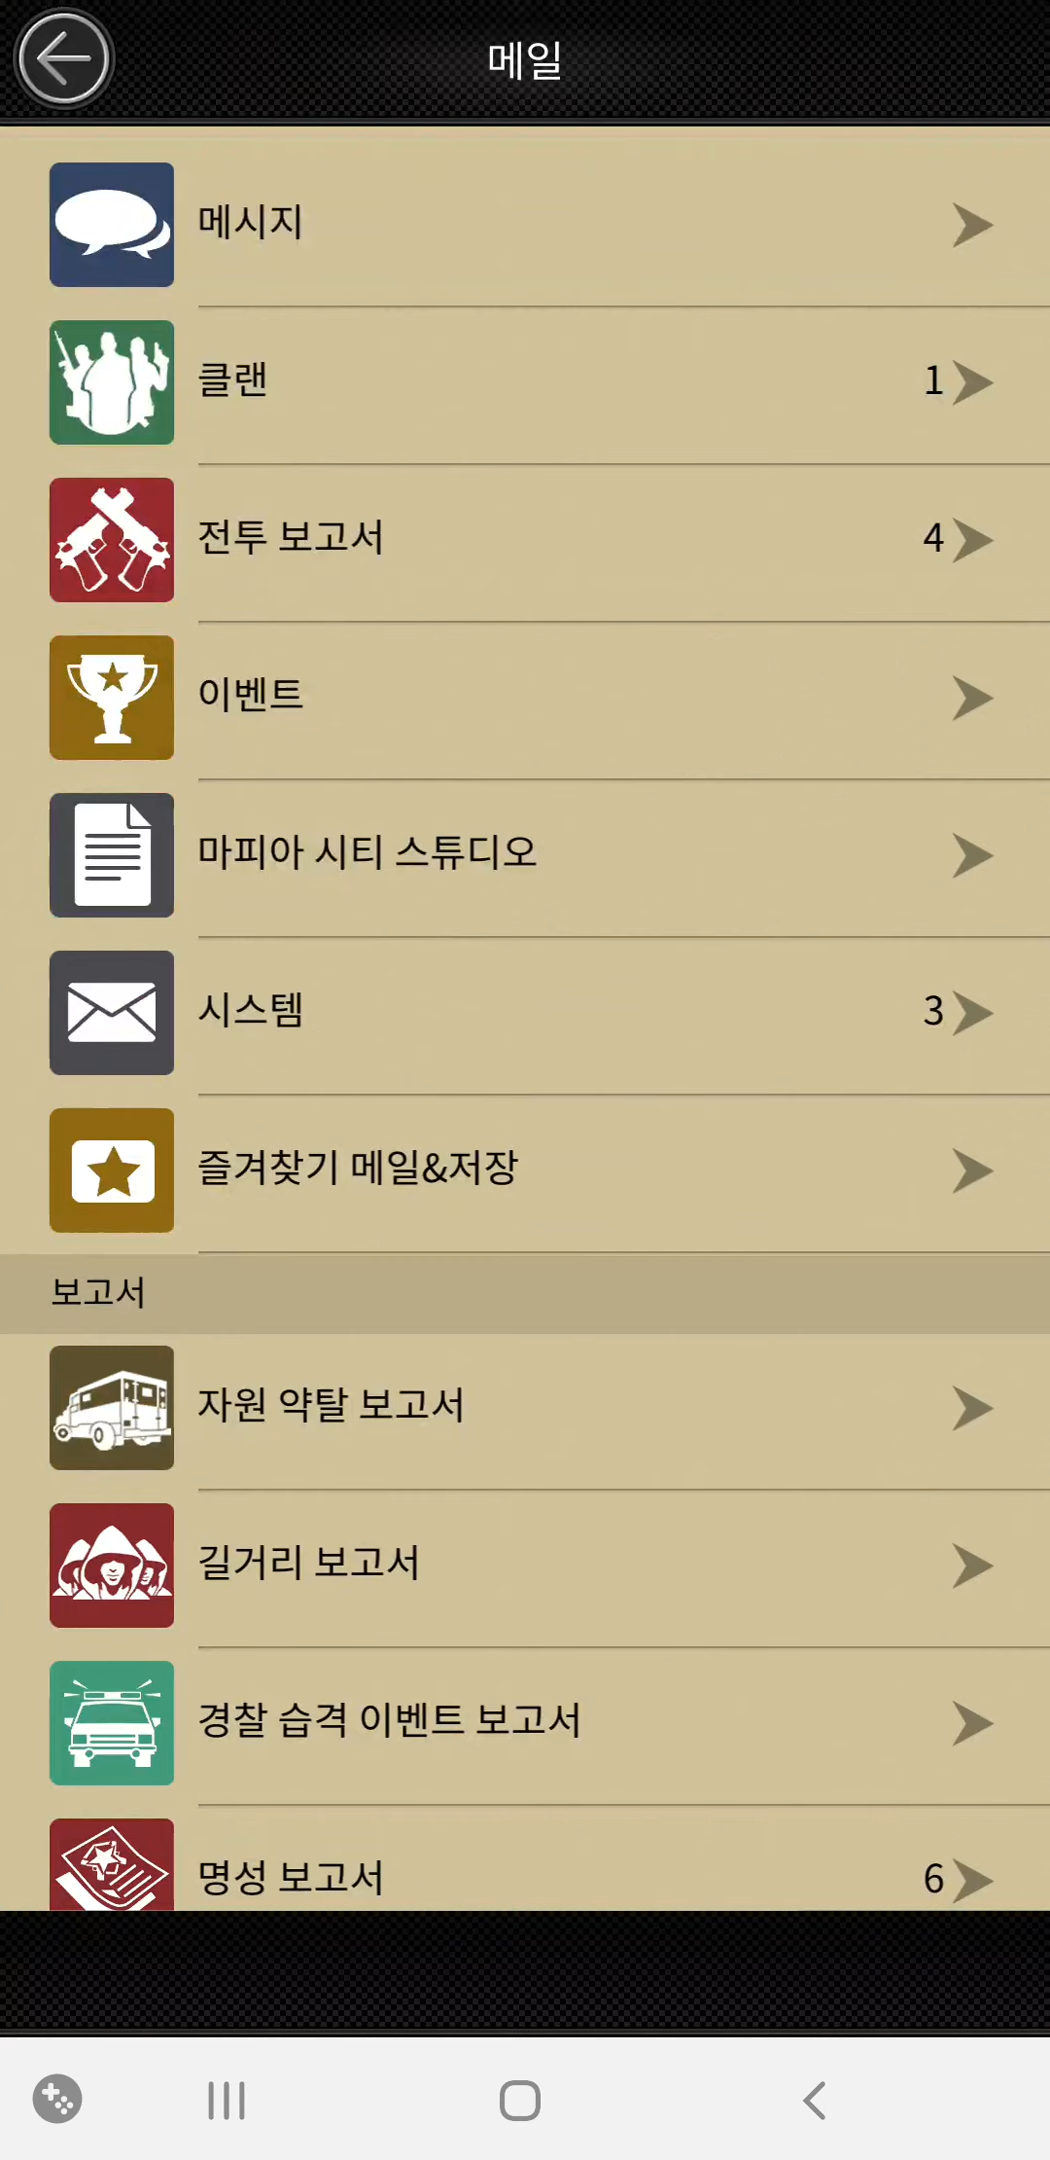 메일
메시지
클랜 1
전투 보고서 4
이벤트
마피아 시티 스튜디오
시스템 3
즐겨찾기 메일&저장
보고서
자원 약탈 보고서
길거리 보고서
경찰 습격 이벤트 보고서
명성 보고서 6